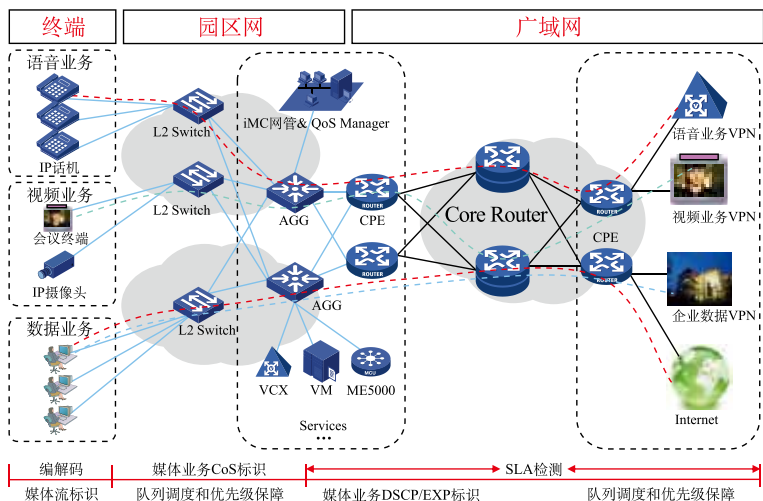 终端
园区网
广域网
语音业务
IP话机
视频业务
会议终端
IP摄像头
数据业务
L2 Switch
L2 Switch
L2 Switch
iMC网管& QoS Manager
AGG
AGG
ROUTER
CPE
ROUTER
VCX
VM
MCU
ME5000
Services
•••
Core Router
ROUTER
CPE
ROUTER
语音业务VPN
视频业务VPN
企业数据VPN
Internet
编解码
媒体业务CoS标识
SLA检测
媒体流标识
队列调度和优先级保障
媒体业务DSCP/EXP标识
队列调度和优先级保障